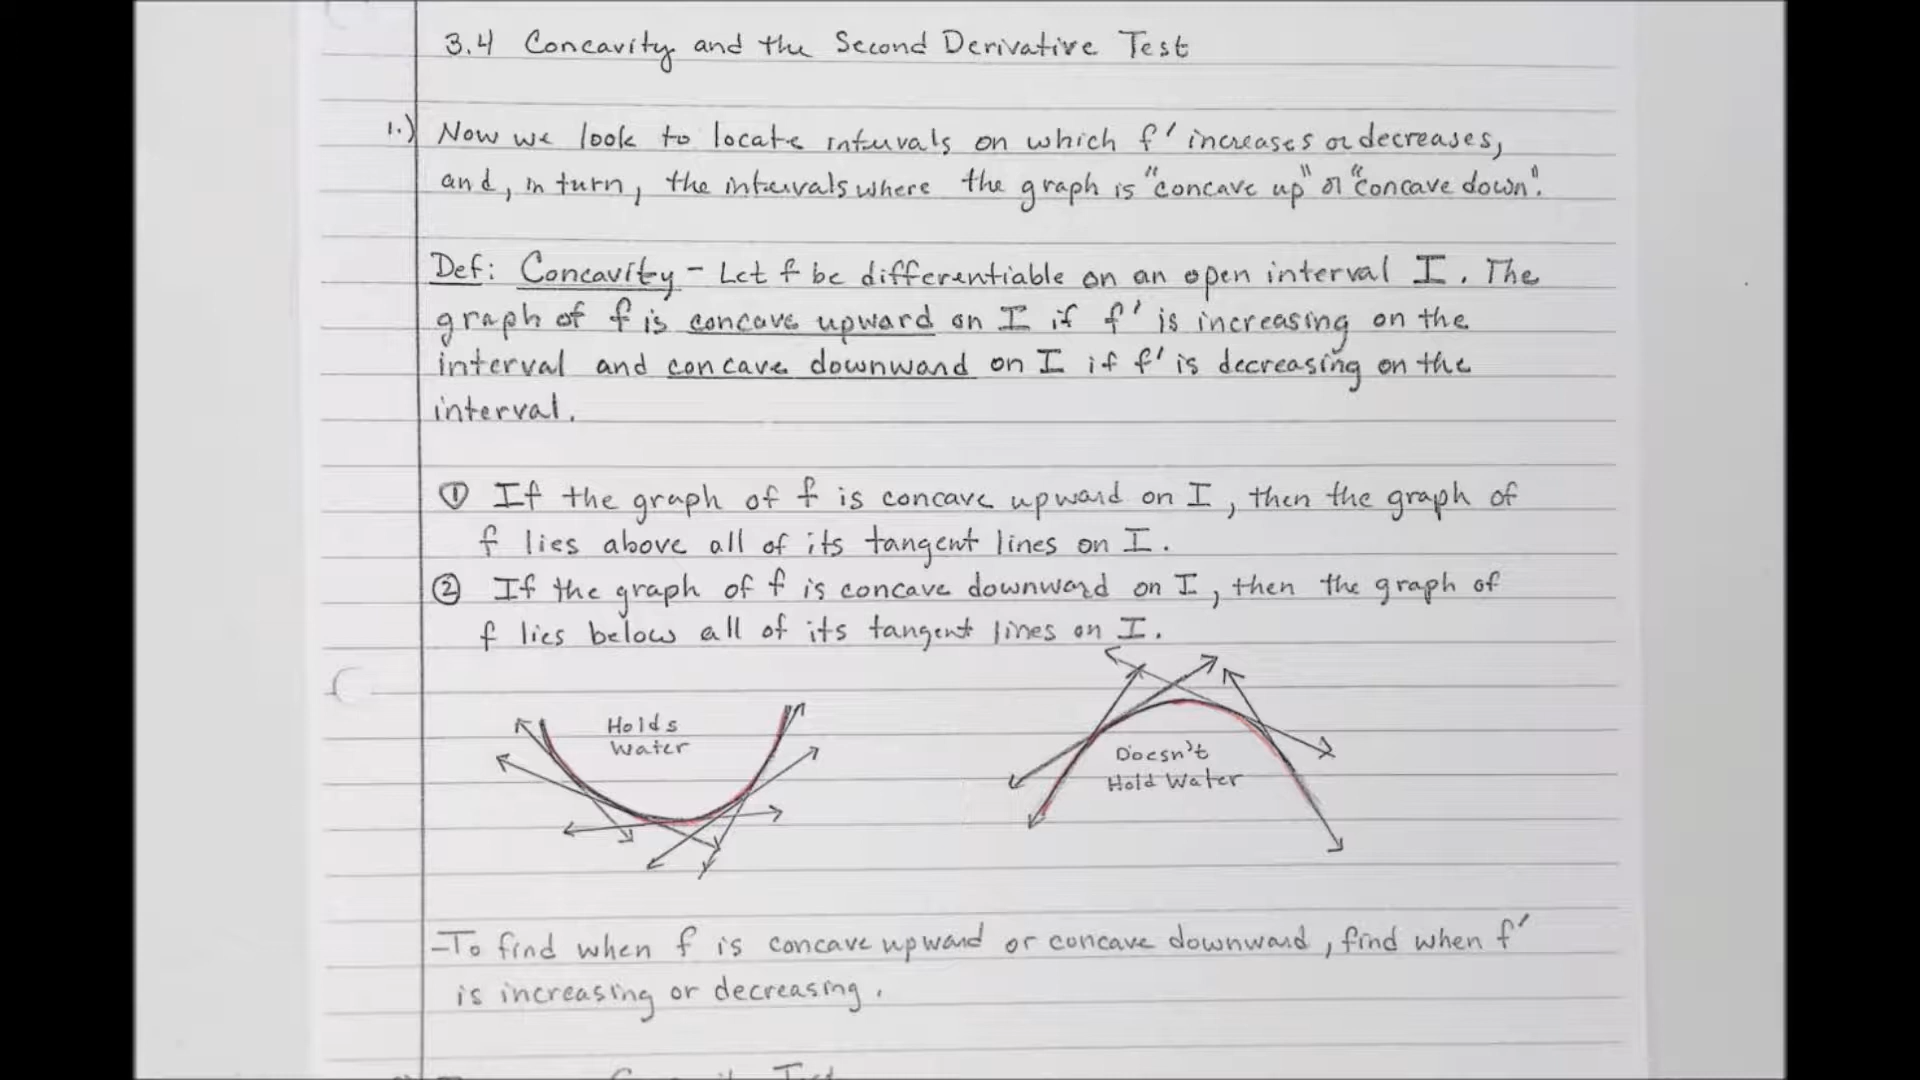 3.4 Concavity and the Second Derivative Test
1.) Now we look to locate intervals on which f' increases or decreases,
and, in turn, the intervals where the graph is "concave up" or "concave down".
Def: Concavity - Let f be differentiable on an open interval I. The
graph of f is concave upward on I if f' is increasing on the
interval and concave downward on I if f' is decreasing on the
interval.
① If the graph of f is concave upward on I, then the graph of
f lies above all of its tangent lines on I.
② If the graph of f is concave downward on I, then the graph of
f lies below all of its tangent lines on I.
Holds
Water
Doesn't
Hold Water
-To find when f is concave upward or concave downward, find when f'
is increasing or decreasing.